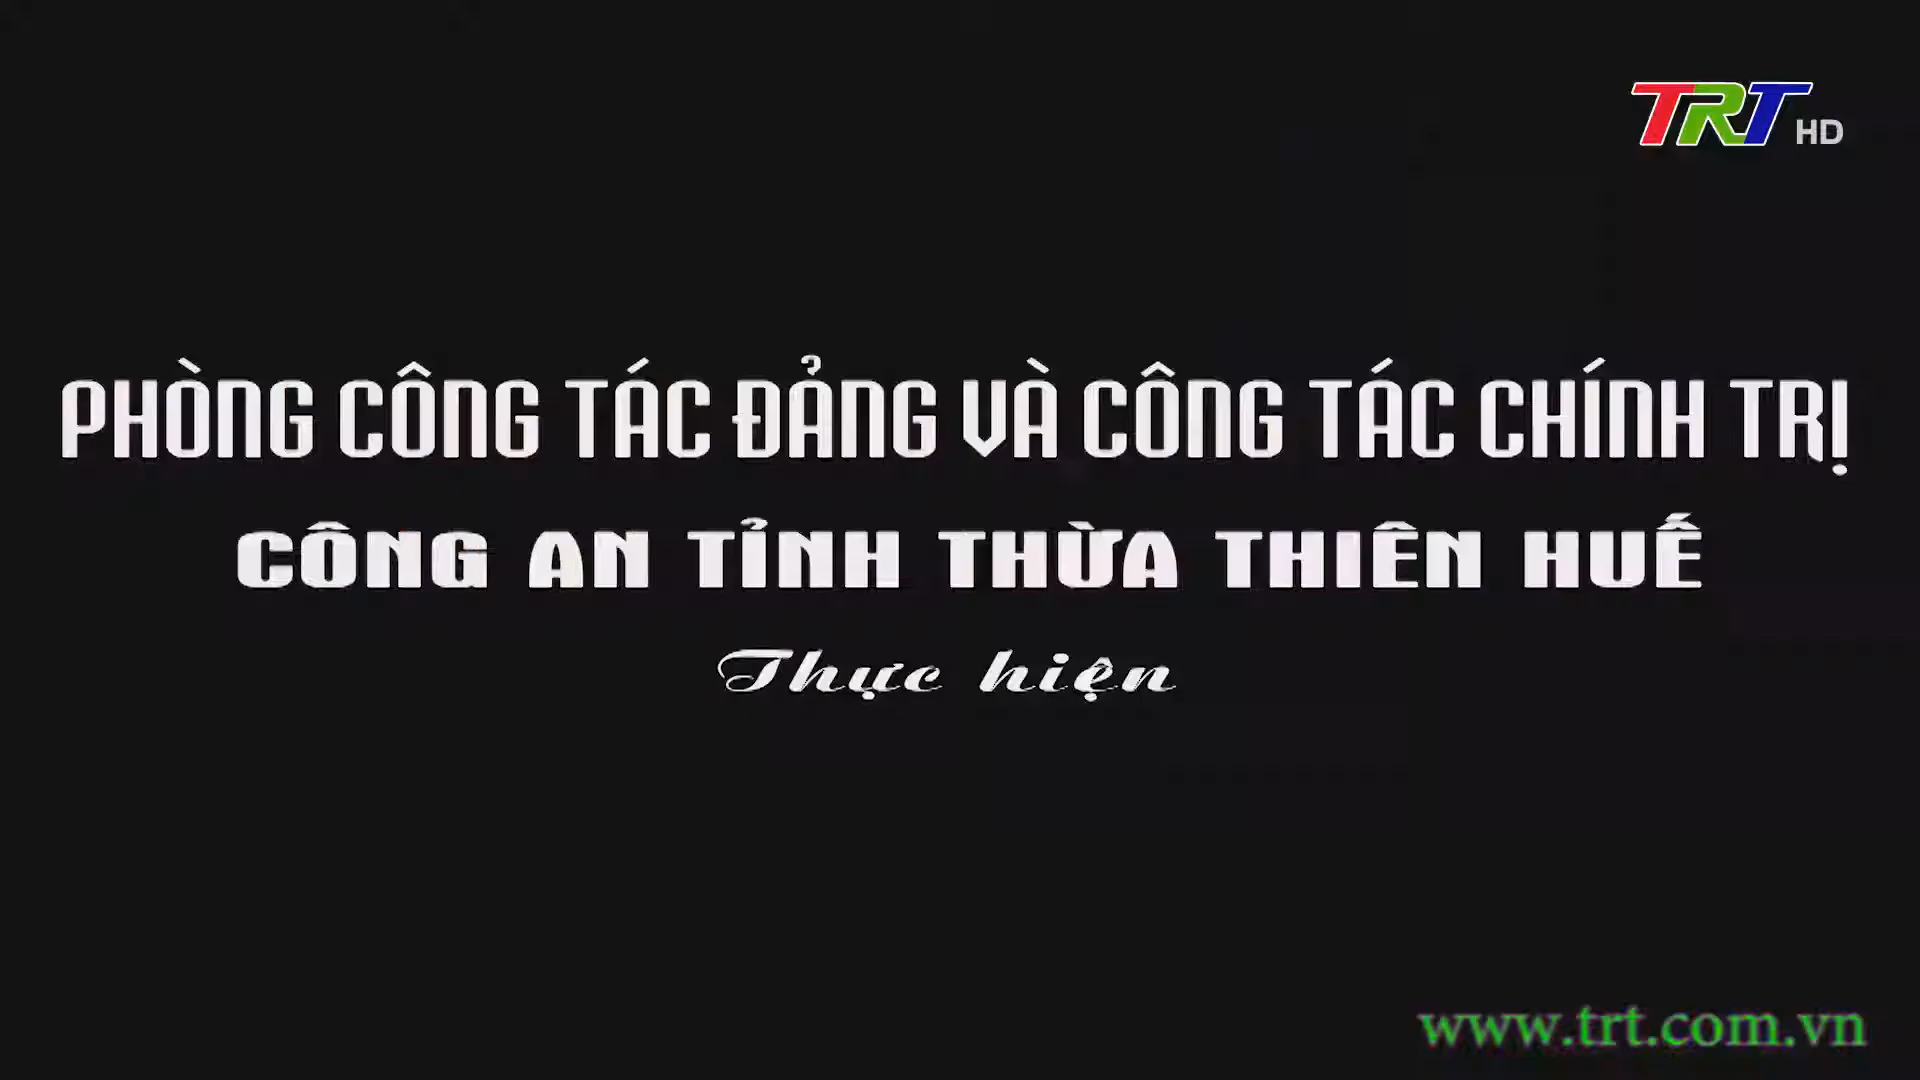 TRT HD
PHÒNG CÔNG TÁC ĐẢNG VÀ CÔNG TÁC CHÍNH TRỊ
CÔNG AN TỈNH THỪA THIÊN HUẾ
Thực hiện
www.trt.com.vn